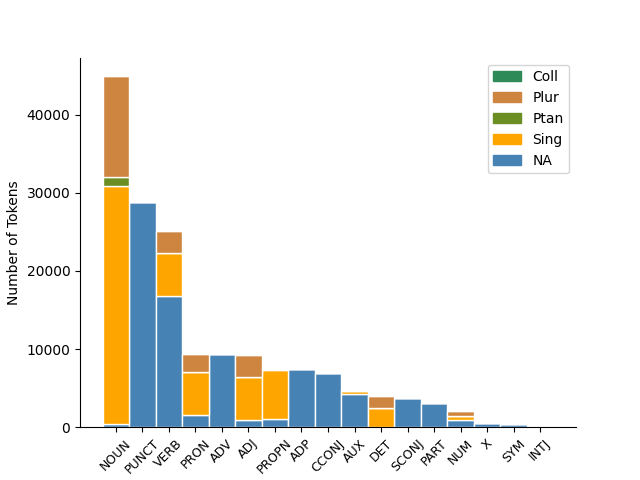 Coll
Plur
Ptan
Sing
NA
Number of Tokens
40000
30000
20000
10000
0
NOUN
PUNCT
VERB
PRON
ADV
ADJ
PROPN
ADP
CCONJ
AUX
DET
SCONJ
PART
NUM
X
SYM
INTJ